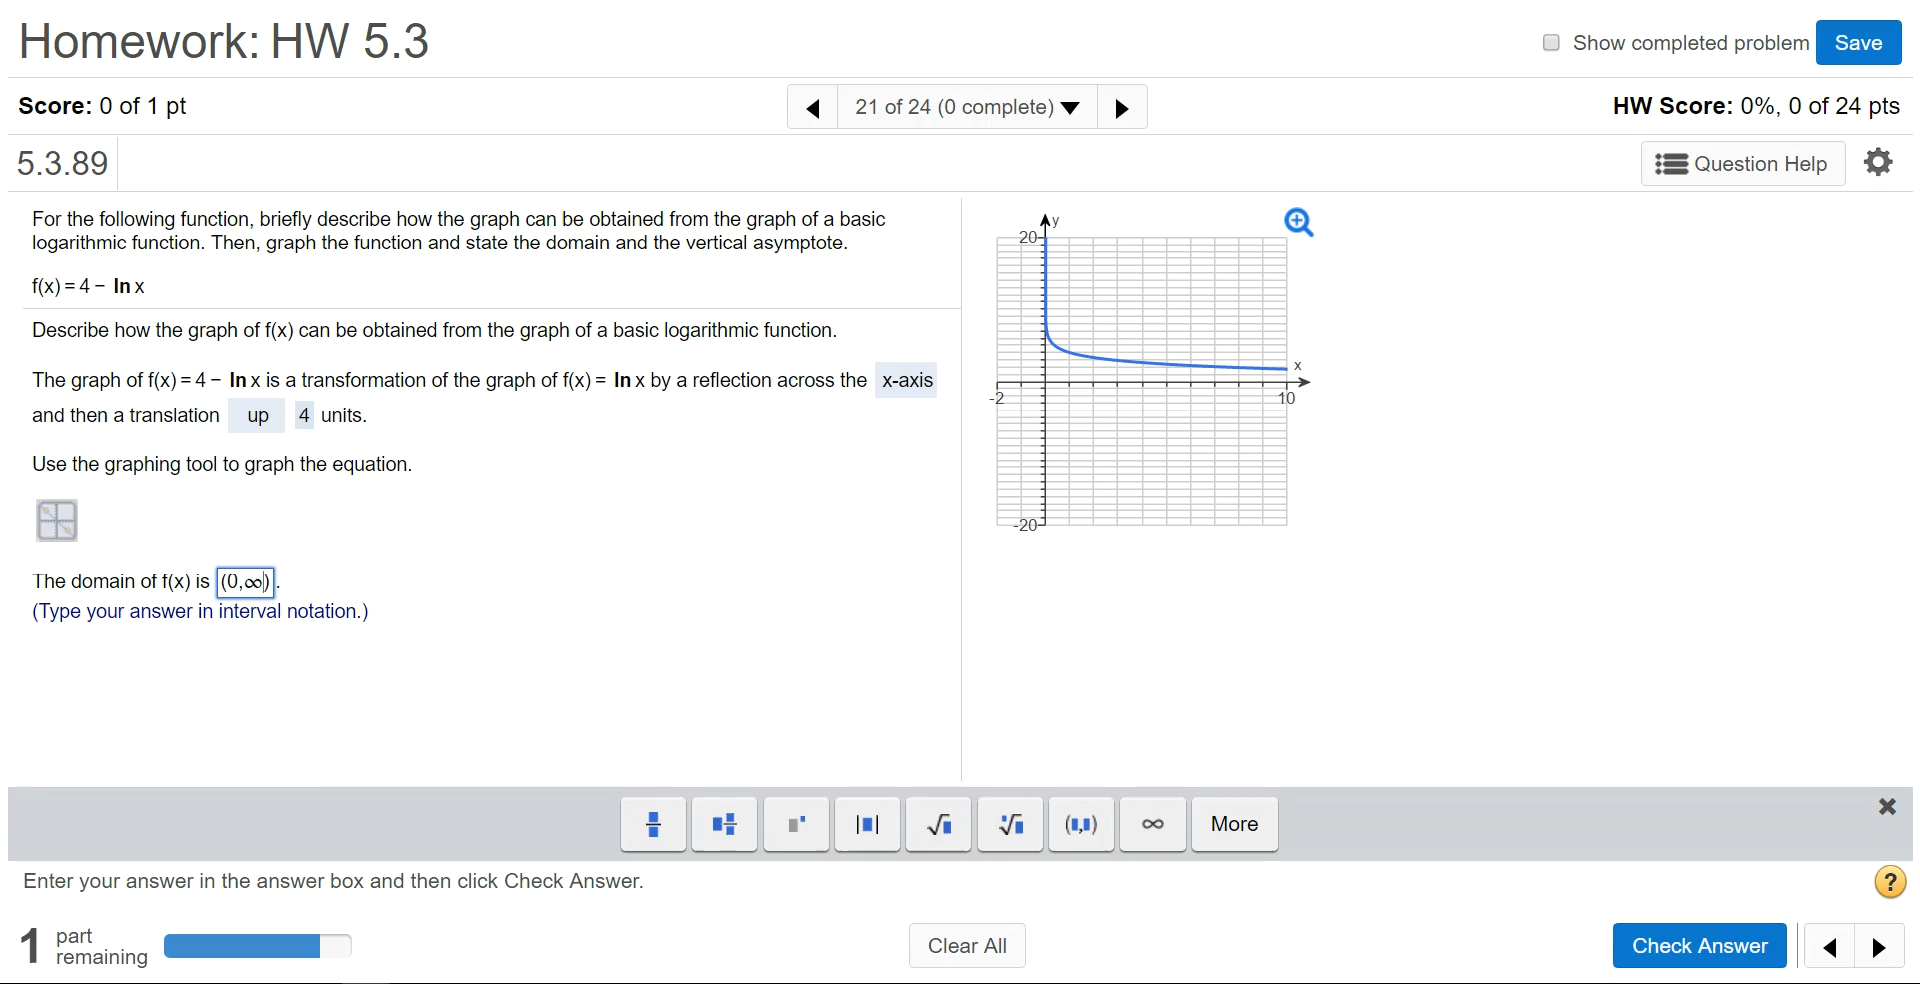 Homework: HW 5.3
Show completed problem
Save
Score: 0 of 1 pt
21 of 24 (0 complete)
HW Score: 0%, 0 of 24 pts
5.3.89
Question Help
For the following function, briefly describe how the graph can be obtained from the graph of a basic
logarithmic function. Then, graph the function and state the domain and the vertical asymptote.
f(x) = 4 − ln x
Describe how the graph of f(x) can be obtained from the graph of a basic logarithmic function.
The graph of f(x) = 4 − ln x is a transformation of the graph of f(x) = ln x by a reflection across the x-axis
and then a translation up 4 units.
Use the graphing tool to graph the equation.
The domain of f(x) is (0,∞).
(Type your answer in interval notation.)
y
20
x
-2
10
-20
(,)
∞
More
Enter your answer in the answer box and then click Check Answer.
?
1 part
remaining
Clear All
Check Answer